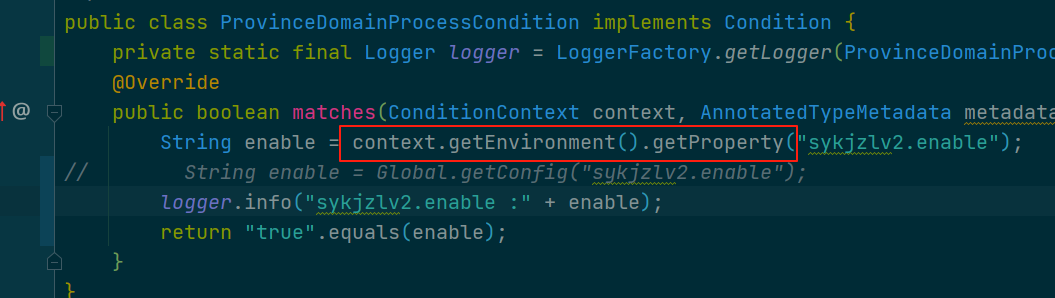 public class ProvinceDomainProcessCondition implements Condition {
private static final Logger logger = LoggerFactory.getLogger(ProvinceDomainProc
@Override
public boolean matches(ConditionContext context, AnnotatedTypeMetadata metadata
String enable = context.getEnvironment().getProperty("sykjzlv2.enable");
// String enable = Global.getConfig("sykjzlv2.enable");
logger.info("sykjzlv2.enable :" + enable);
return "true".equals(enable);
}
}